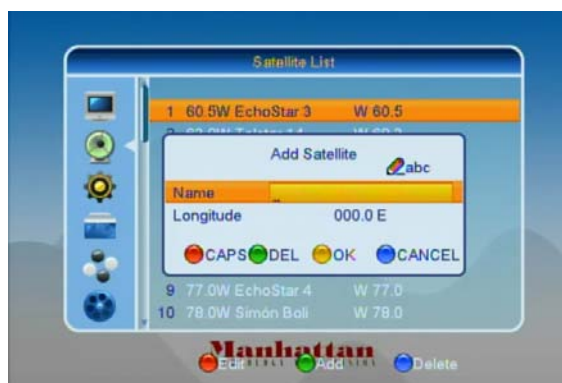 Satellite List
1 60.5W EchoStar 3 W 60.5
Add Satellite
abc
Name _
Longitude 000.0 E
CAPS DEL OK CANCEL
9 77.0W EchoStar 4 W 77.0
10 78.0W Simón Boli W 78.0
Manhattan
Edit Add Delete